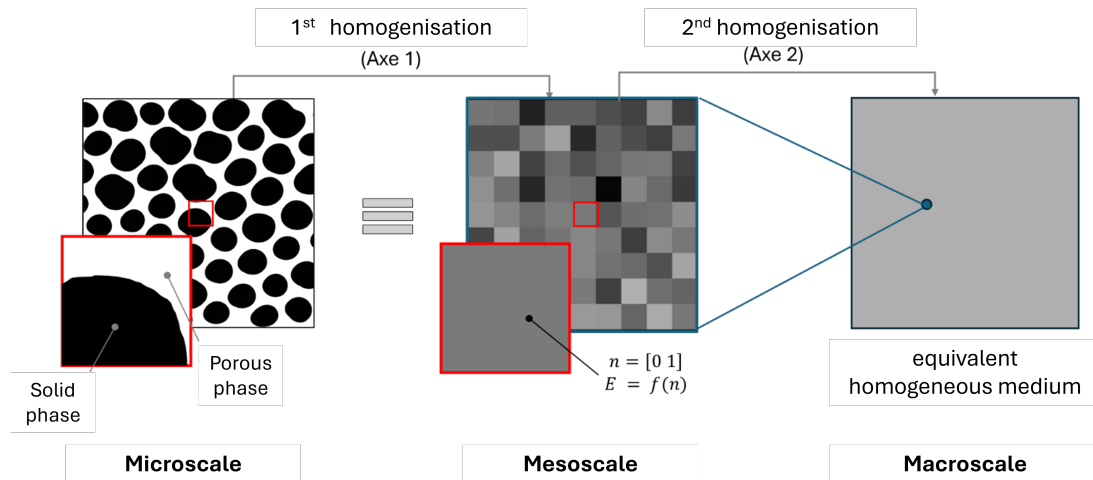 1st homogenisation
(Axe 1)
2nd homogenisation
(Axe 2)
Solid
phase
Porous
phase
n = [0 1]
E = f(n)
equivalent
homogeneous medium
Microscale
Mesoscale
Macroscale